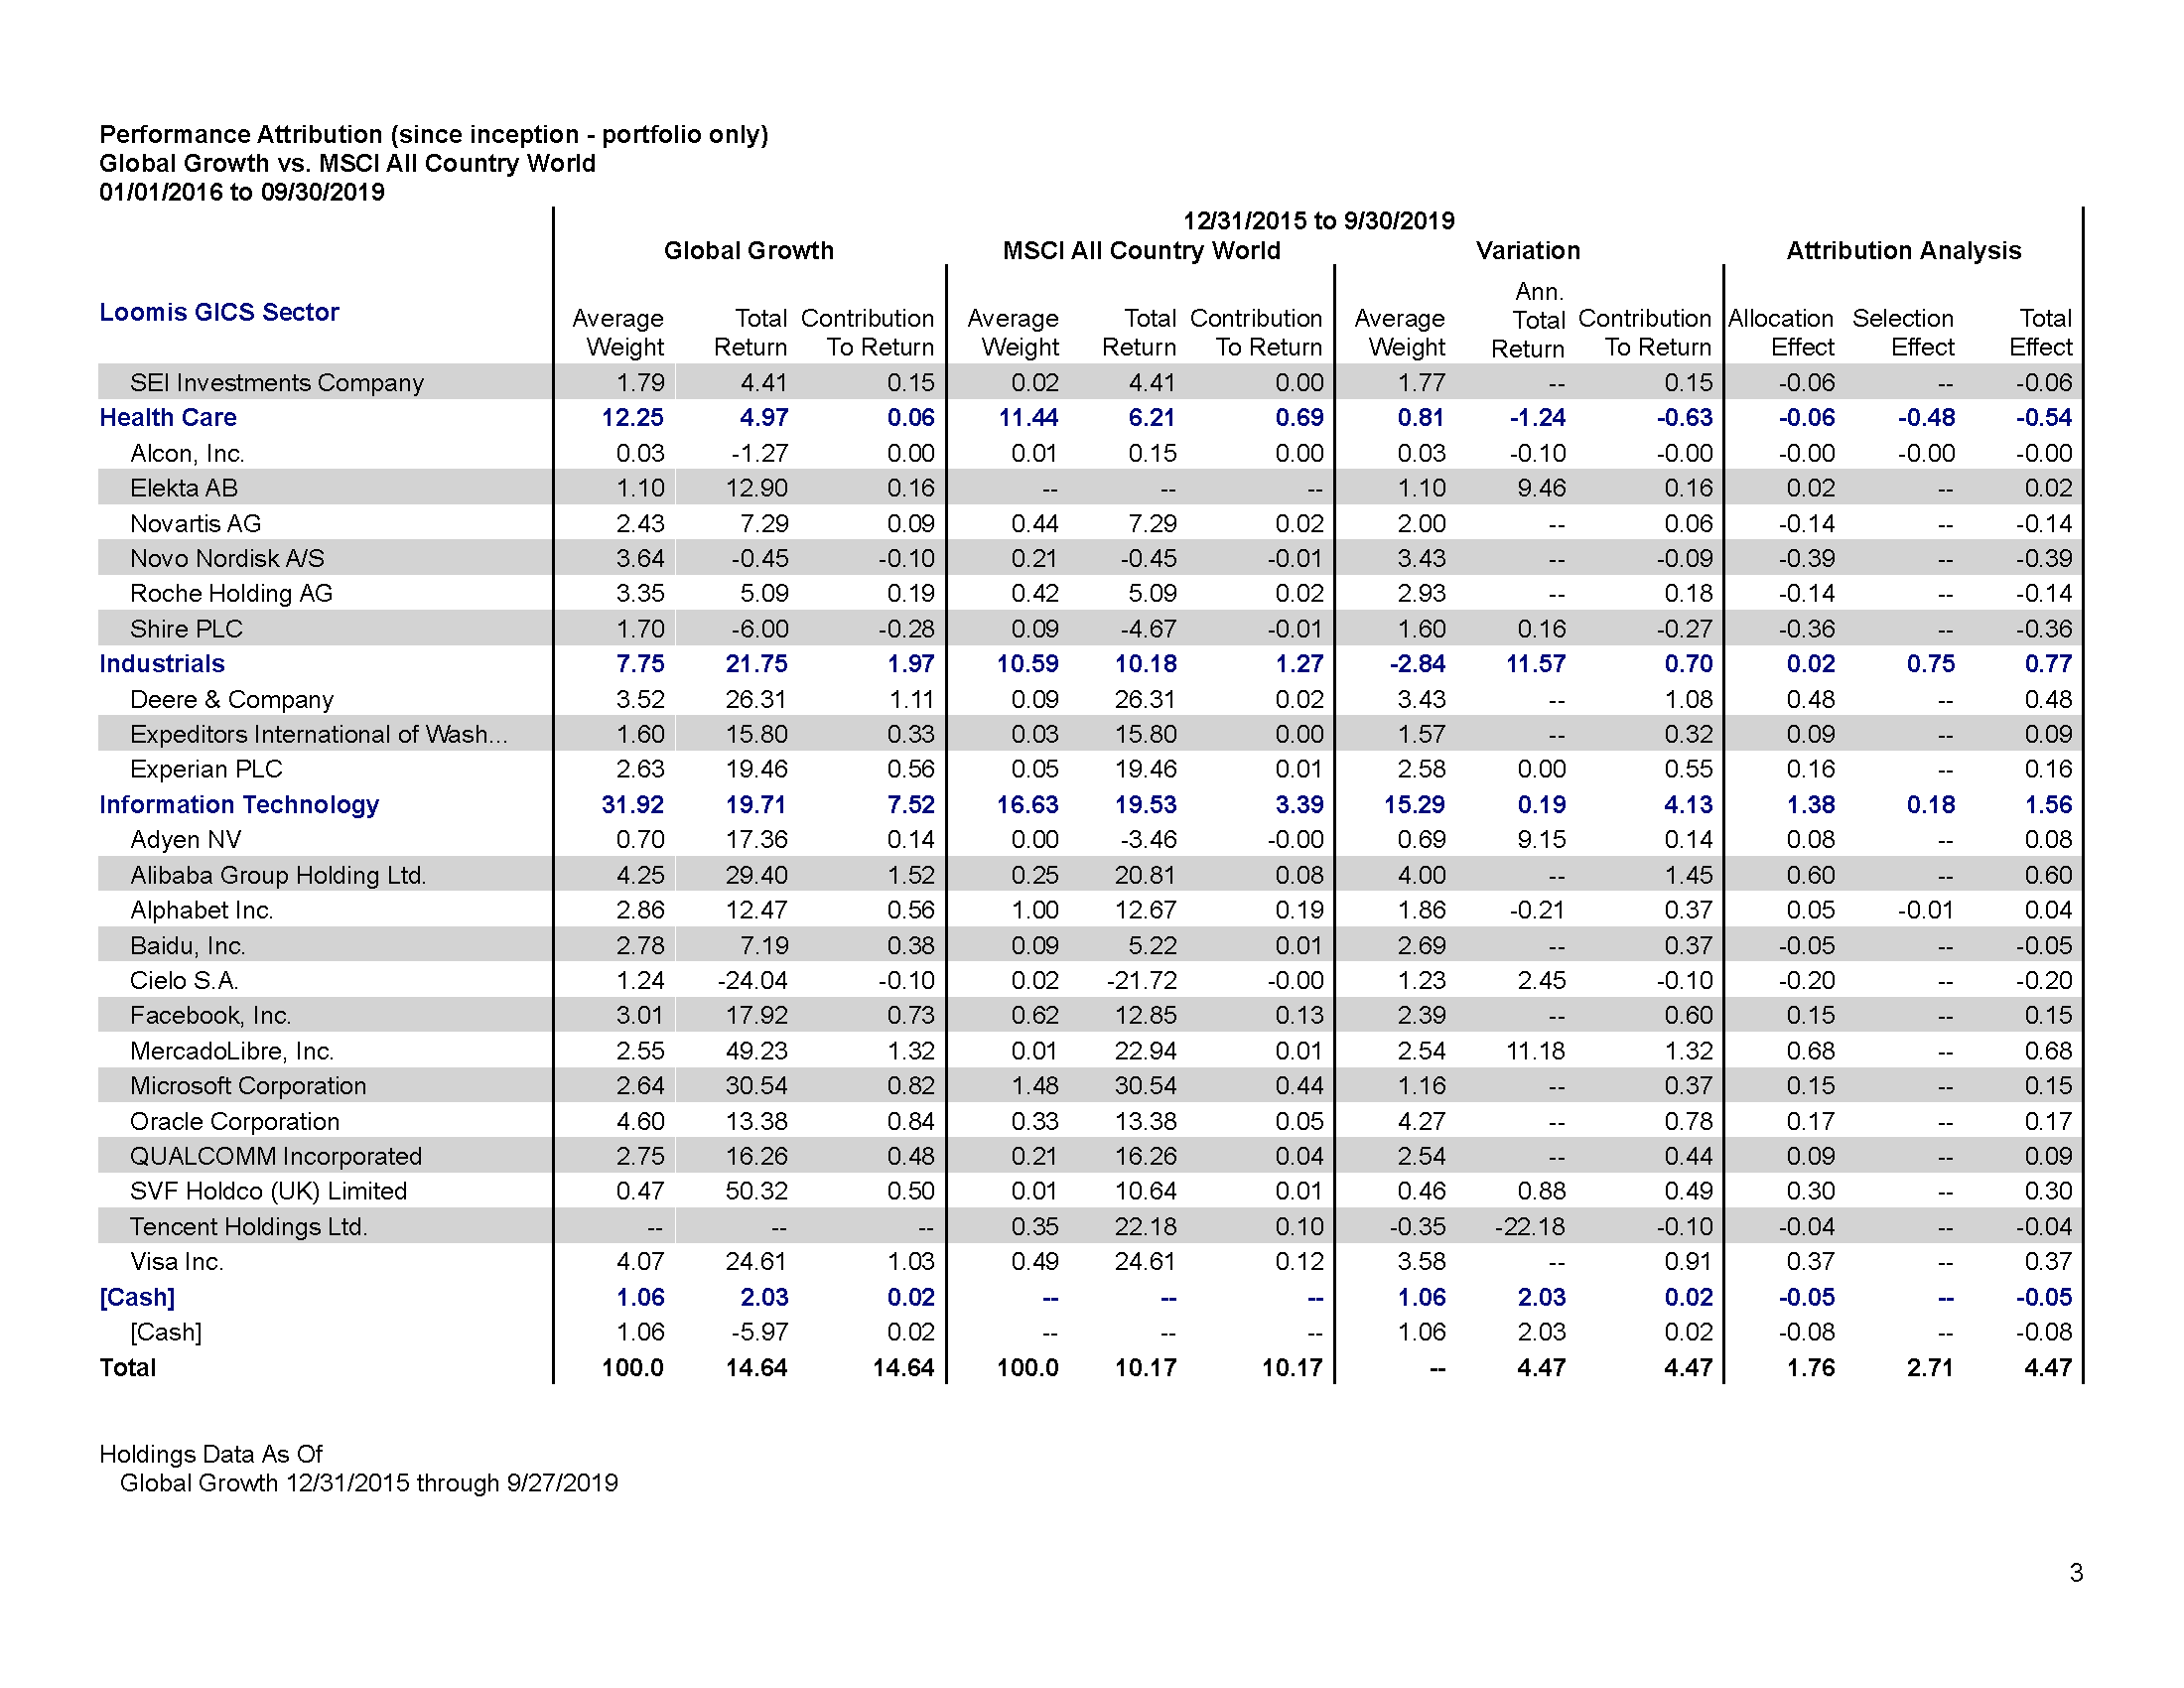 Performance Attribution (since inception - portfolio only)
Global Growth vs. MSCI All Country World
01/01/2016 to 09/30/2019
12/31/2015 to 9/30/2019
Global Growth MSCI All Country World Variation Attribution Analysis
Loomis GICS Sector Average Weight Total Return Contribution To Return Average Weight Total Return Contribution To Return Average Weight Ann. Total Return Contribution To Return Allocation Effect Selection Effect Total Effect
SEI Investments Company 1.79 4.41 0.15 0.02 4.41 0.00 1.77 -- 0.15 -0.06 -- -0.06
Health Care 12.25 4.97 0.06 11.44 6.21 0.69 0.81 -1.24 -0.63 -0.06 -0.48 -0.54
Alcon, Inc. 0.03 -1.27 0.00 0.01 0.15 0.00 0.03 -0.10 -0.00 -0.00 -0.00 -0.00
Elekta AB 1.10 12.90 0.16 -- -- -- 1.10 9.46 0.16 0.02 -- 0.02
Novartis AG 2.43 7.29 0.09 0.44 7.29 0.02 2.00 -- 0.06 -0.14 -- -0.14
Novo Nordisk A/S 3.64 -0.45 -0.10 0.21 -0.45 -0.01 3.43 -- -0.09 -0.39 -- -0.39
Roche Holding AG 3.35 5.09 0.19 0.42 5.09 0.02 2.93 -- 0.18 -0.14 -- -0.14
Shire PLC 1.70 -6.00 -0.28 0.09 -4.67 -0.01 1.60 0.16 -0.27 -0.36 -- -0.36
Industrials 7.75 21.75 1.97 10.59 10.18 1.27 -2.84 11.57 0.70 0.02 0.75 0.77
Deere & Company 3.52 26.31 1.11 0.09 26.31 0.02 3.43 -- 1.08 0.48 -- 0.48
Expeditors International of Wash... 1.60 15.80 0.33 0.03 15.80 0.00 1.57 -- 0.32 0.09 -- 0.09
Experian PLC 2.63 19.46 0.56 0.05 19.46 0.01 2.58 0.00 0.55 0.16 -- 0.16
Information Technology 31.92 19.71 7.52 16.63 19.53 3.39 15.29 0.19 4.13 1.38 0.18 1.56
Adyen NV 0.70 17.36 0.14 0.00 -3.46 -0.00 0.69 9.15 0.14 0.08 -- 0.08
Alibaba Group Holding Ltd. 4.25 29.40 1.52 0.25 20.81 0.08 4.00 -- 1.45 0.60 -- 0.60
Alphabet Inc. 2.86 12.47 0.56 1.00 12.67 0.19 1.86 -0.21 0.37 0.05 -0.01 0.04
Baidu, Inc. 2.78 7.19 0.38 0.09 5.22 0.01 2.69 -- 0.37 -0.05 -- -0.05
Cielo S.A. 1.24 -24.04 -0.10 0.02 -21.72 -0.00 1.23 2.45 -0.10 -0.20 -- -0.20
Facebook, Inc. 3.01 17.92 0.73 0.62 12.85 0.13 2.39 -- 0.60 0.15 -- 0.15
MercadoLibre, Inc. 2.55 49.23 1.32 0.01 22.94 0.01 2.54 11.18 1.32 0.68 -- 0.68
Microsoft Corporation 2.64 30.54 0.82 1.48 30.54 0.44 1.16 -- 0.37 0.15 -- 0.15
Oracle Corporation 4.60 13.38 0.84 0.33 13.38 0.05 4.27 -- 0.78 0.17 -- 0.17
QUALCOMM Incorporated 2.75 16.26 0.48 0.21 16.26 0.04 2.54 -- 0.44 0.09 -- 0.09
SVF Holdco (UK) Limited 0.47 50.32 0.50 0.01 10.64 0.01 0.46 0.88 0.49 0.30 -- 0.30
Tencent Holdings Ltd. -- -- -- 0.35 22.18 0.10 -0.35 -22.18 -0.10 -0.04 -- -0.04
Visa Inc. 4.07 24.61 1.03 0.49 24.61 0.12 3.58 -- 0.91 0.37 -- 0.37
[Cash] 1.06 2.03 0.02 -- -- -- 1.06 2.03 0.02 -0.05 -- -0.05
[Cash] 1.06 -5.97 0.02 -- -- -- 1.06 2.03 0.02 -0.08 -- -0.08
Total 100.0 14.64 14.64 100.0 10.17 10.17 -- 4.47 4.47 1.76 2.71 4.47
Holdings Data As Of
Global Growth 12/31/2015 through 9/27/2019
3